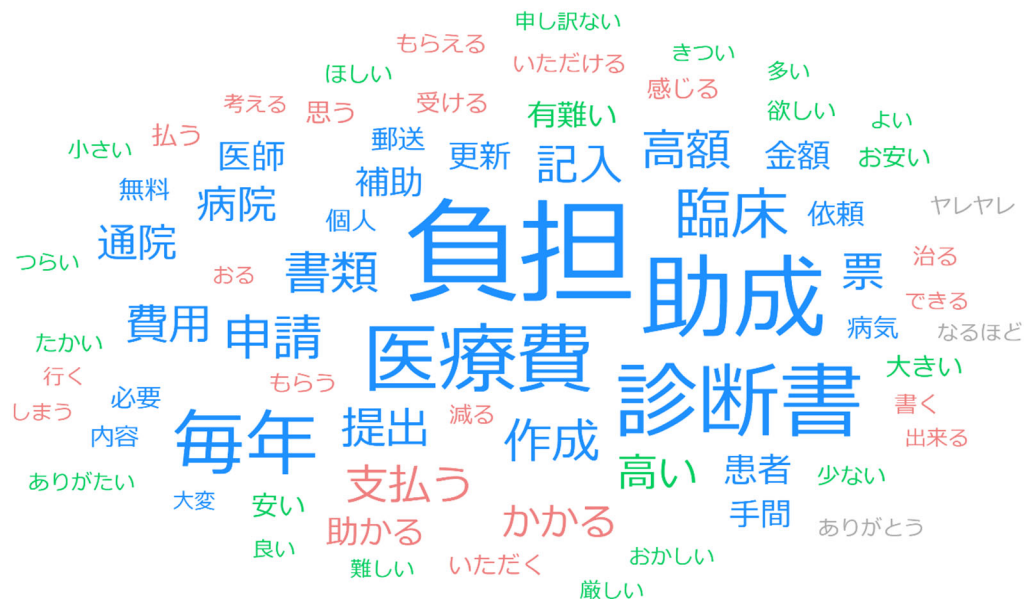 申し訳ない
もらえる
いただける
きつい
ほしい
多い
考える
思う
受ける
感じる
有難い
欲しい
よい
払う
小さい
医師
郵送
更新
記入
高額
金額
お安い
無料
病院
補助
個人
負担
臨床
依頼
ヤレヤレ
通院
つらい
おる
書類
助成
票
治る
できる
費用
申請
医療費
病気
なるほど
たかい
行く
もらう
大きい
しまう
必要
内容
毎年
提出
減る
作成
診断書
書く
出来る
ありがたい
大変
安い
支払う
高い
患者
少ない
手間
助かる
かかる
ありがとう
良い
難しい
いただく
おかしい
厳しい